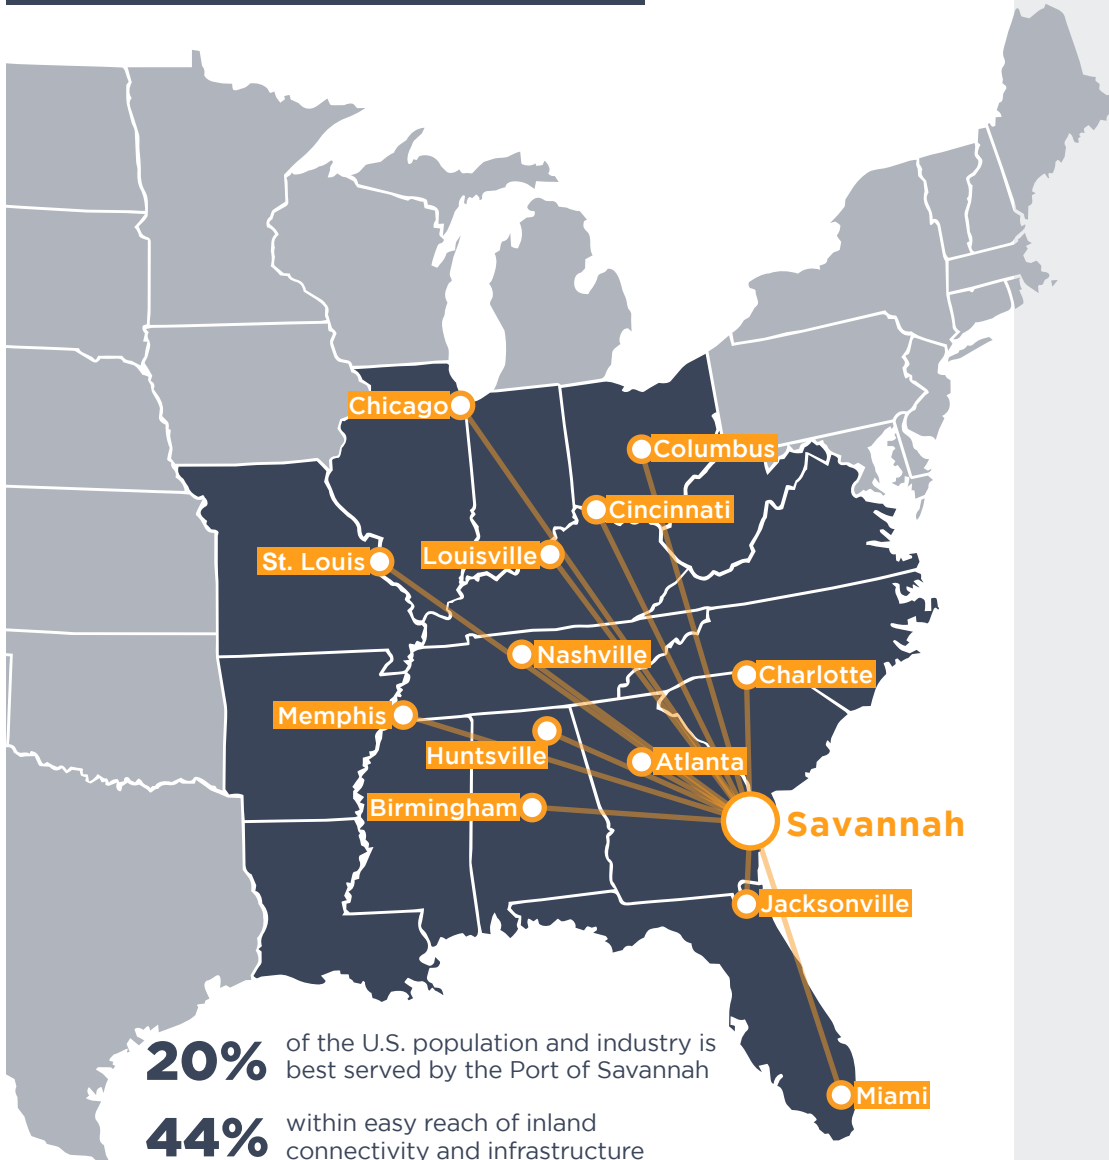 Chicago
Columbus
Cincinnati
Louisville
St. Louis
Nashville
Charlotte
Memphis
Huntsville
Atlanta
Birmingham
Savannah
Jacksonville
20%
of the U.S. population and industry is
best served by the Port of Savannah
Miami
44%
within easy reach of inland
connectivity and infrastructure